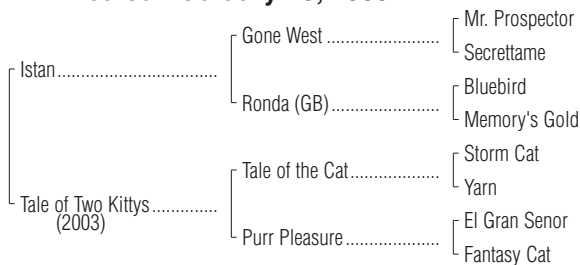 Mr. Prospector
Gone West
Secrettame
Istan
Bluebird
Ronda (GB)
Memory's Gold
Storm Cat
Tale of the Cat
Yarn
Tale of Two Kittys
(2003)
El Gran Senor
Purr Pleasure
Fantasy Cat